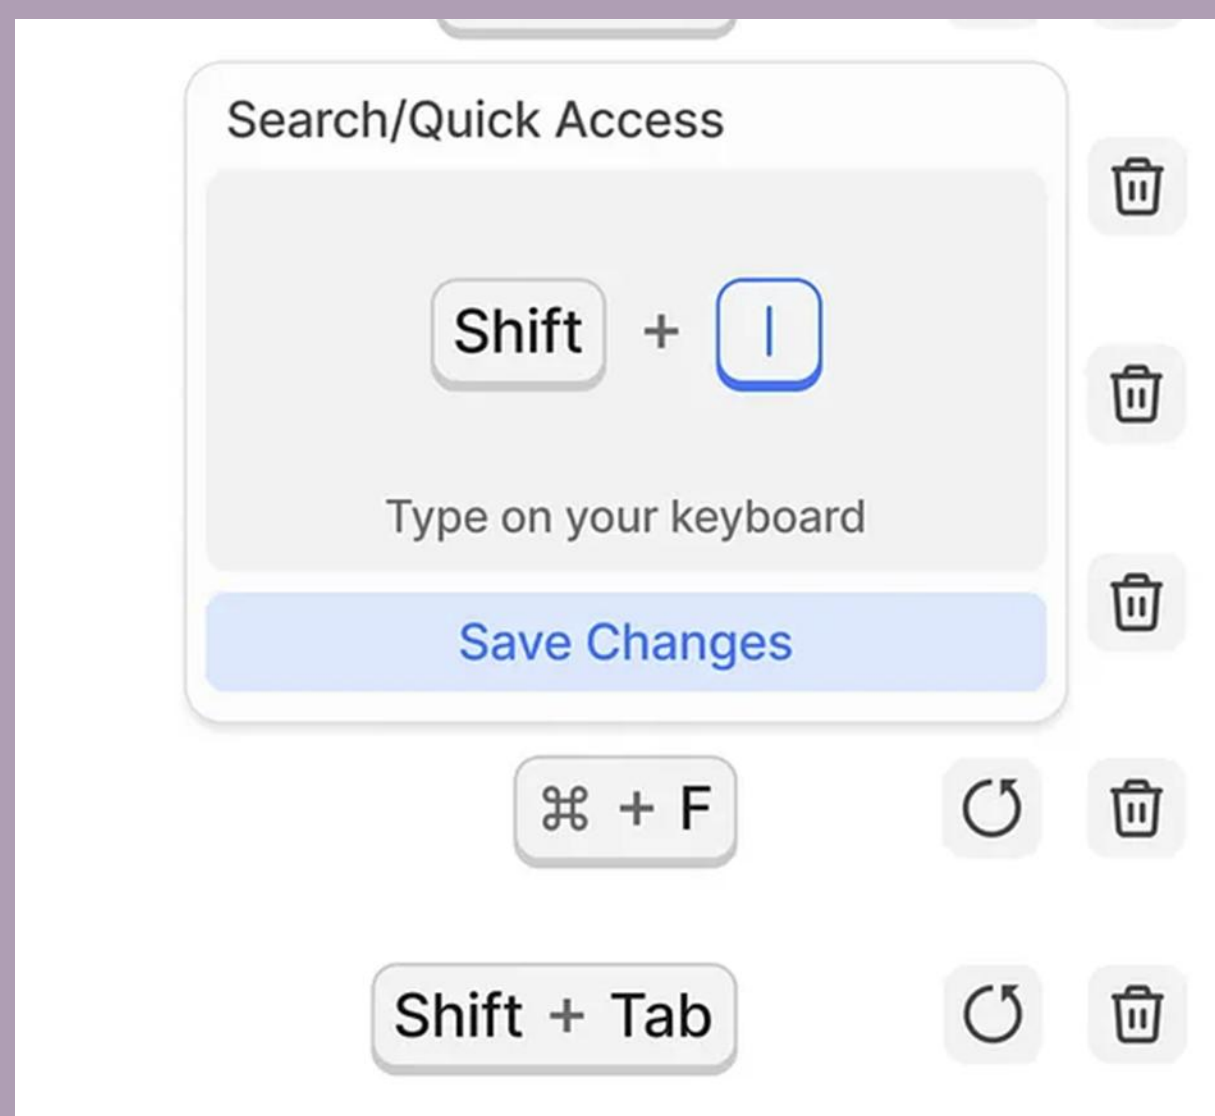 Search/Quick Access
Shift +
Type on your keyboard
Save Changes
⌘ + F
Shift + Tab